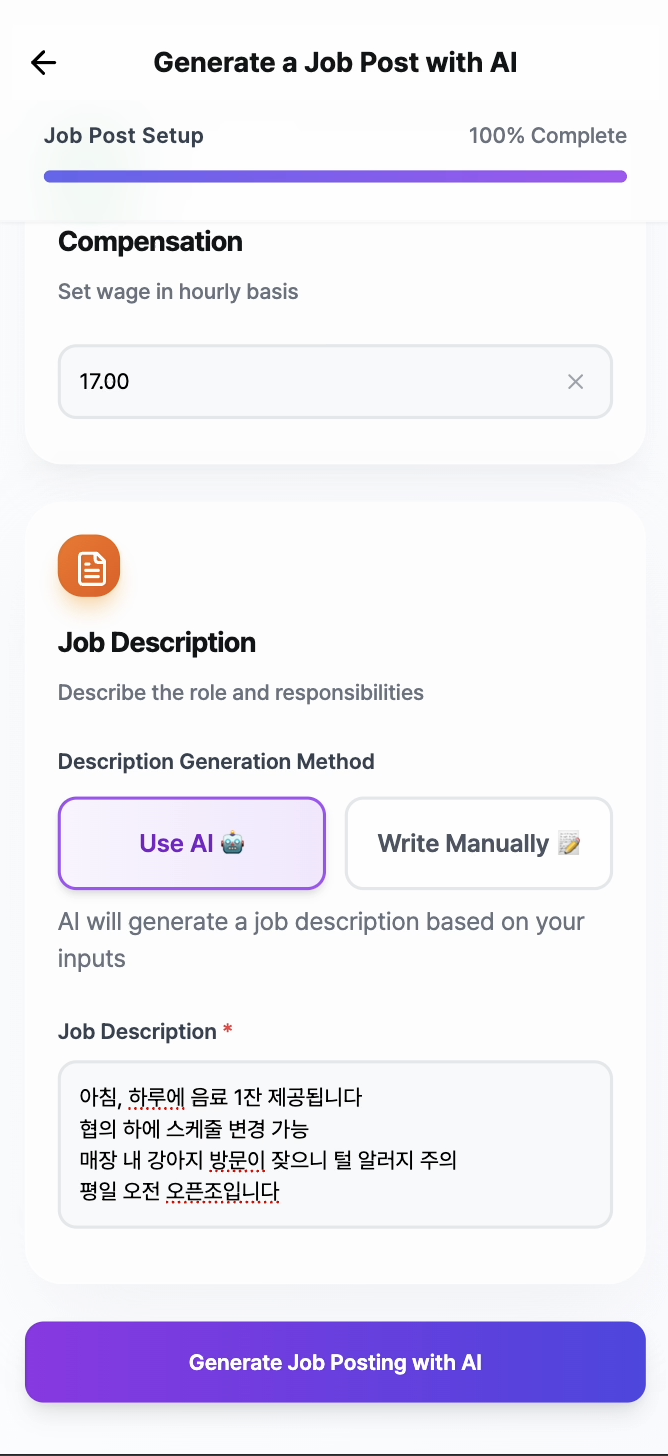 Generate a Job Post with AI
Job Post Setup
100% Complete
Compensation
Set wage in hourly basis
17.00
Job Description
Describe the role and responsibilities
Description Generation Method
Use AI 🤖
Write Manually 📝
AI will generate a job description based on your
inputs
Job Description *
아침, 하루에 음료 1잔 제공됩니다
협의 하에 스케줄 변경 가능
매장 내 강아지 방문이 잦으니 털 알러지 주의
평일 오전 오픈조입니다
Generate Job Posting with AI